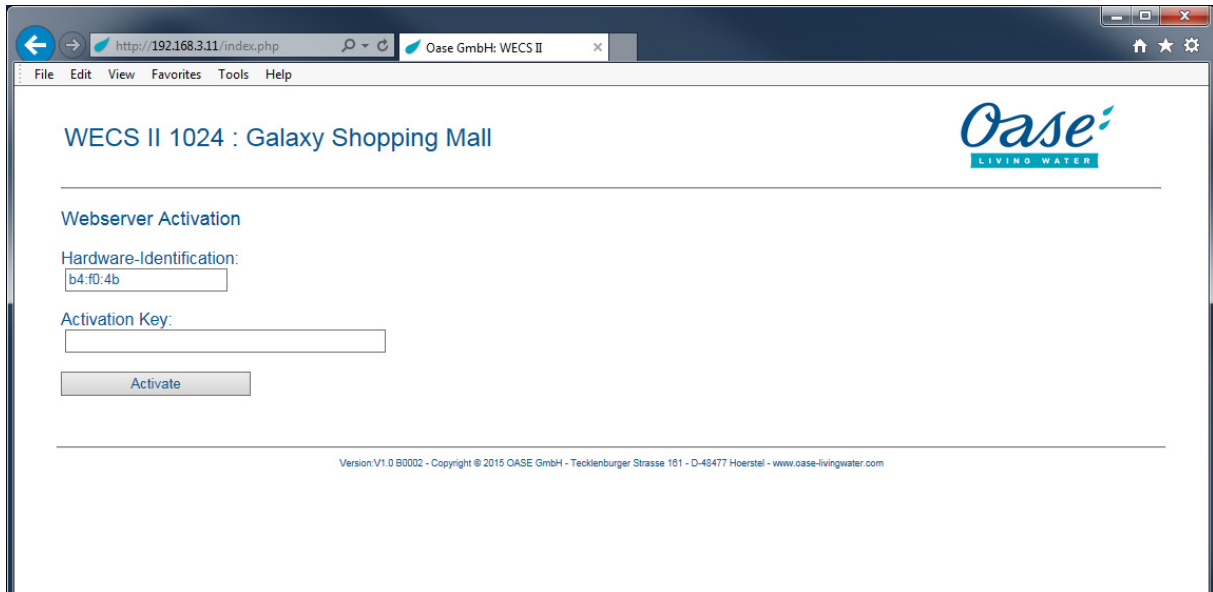 http://192.168.3.11/index.php
Oase GmbH: WECS II
File Edit View Favorites Tools Help
WECS II 1024 : Galaxy Shopping Mall
Oase
LIVING WATER
Webserver Activation
Hardware-Identification:
b4:f0:4b
Activation Key:
Activate
Version:V1.0 B0002 - Copyright © 2015 OASE GmbH - Tecklenburger Strasse 161 - D-48477 Hoerstel - www.oase-livingwater.com